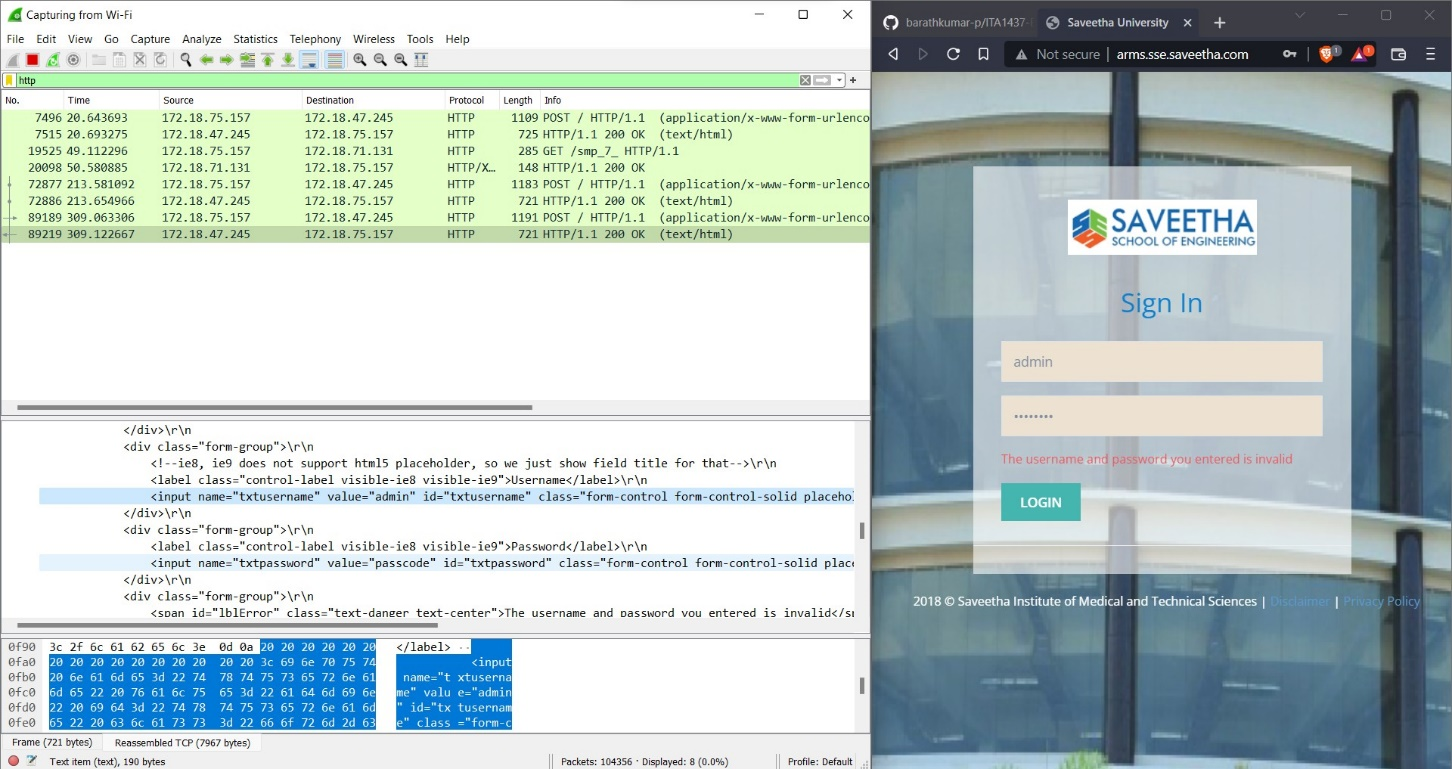 Capturing from Wi-Fi
File Edit View Go Capture Analyze Statistics Telephony Wireless Tools Help
http
No. Time Source Destination Protocol Length Info
7496 20.643693 172.18.75.157 172.18.47.245 HTTP 1109 POST / HTTP/1.1 (application/x-www-form-urlenco
7515 20.693275 172.18.47.245 172.18.75.157 HTTP 725 HTTP/1.1 200 OK (text/html)
19525 49.112296 172.18.75.157 172.18.71.131 HTTP 285 GET /smp_7_ HTTP/1.1
20098 50.580885 172.18.71.131 172.18.75.157 HTTP/X… 148 HTTP/1.1 200 OK
72877 213.581092 172.18.75.157 172.18.47.245 HTTP 1183 POST / HTTP/1.1 (application/x-www-form-urlenco
72886 213.654966 172.18.47.245 172.18.75.157 HTTP 721 HTTP/1.1 200 OK (text/html)
89189 309.063306 172.18.75.157 172.18.47.245 HTTP 1191 POST / HTTP/1.1 (application/x-www-form-urlenco
89219 309.122667 172.18.47.245 172.18.75.157 HTTP 721 HTTP/1.1 200 OK (text/html)
</div>\r\n
<div class="form-group">\r\n
<!--ie8, ie9 does not support html5 placeholder, so we just show field title for that-->\r\n
<label class="control-label visible-ie8 visible-ie9">Username</label>\r\n
<input name="txtusername" value="admin" id="txtusername" class="form-control form-control-solid placehol
</div>\r\n
<div class="form-group">\r\n
<label class="control-label visible-ie8 visible-ie9">Password</label>\r\n
<input name="txtpassword" value="passcode" id="txtpassword" class="form-control form-control-solid place
</div>\r\n
<div class="form-group">\r\n
<span id="lblError" class="text-danger text-center">The username and password you entered is invalid</sp
0f90 3c 2f 6c 61 62 65 6c 3e 0d 0a 20 20 20 20 20 20 </label> ··
0fa0 20 20 20 20 20 20 20 20 20 20 3c 69 6e 70 75 74 <input
0fb0 20 6e 61 6d 65 3d 22 74 78 74 75 73 65 72 6e 61 name="t xtuserna
0fc0 6d 65 22 20 76 61 6c 75 65 3d 22 61 64 6d 69 6e me" valu e="admin
0fd0 22 20 69 64 3d 22 74 78 74 75 73 65 72 6e 61 6d " id="tx tusernam
0fe0 65 22 20 63 6c 61 73 73 3d 22 66 6f 72 6d 2d 63 e" class ="form-c
Frame (721 bytes) Reassembled TCP (7967 bytes)
Text item (text), 190 bytes Packets: 104356 · Displayed: 8 (0.0%) Profile: Default
barathkumar-p/ITA1437- Saveetha University
Not secure | arms.sse.saveetha.com
1 1
SAVEETHA
SCHOOL OF ENGINEERING
Sign In
admin
••••••••
The username and password you entered is invalid
LOGIN
2018 © Saveetha Institute of Medical and Technical Sciences | Disclaimer | Privacy Policy